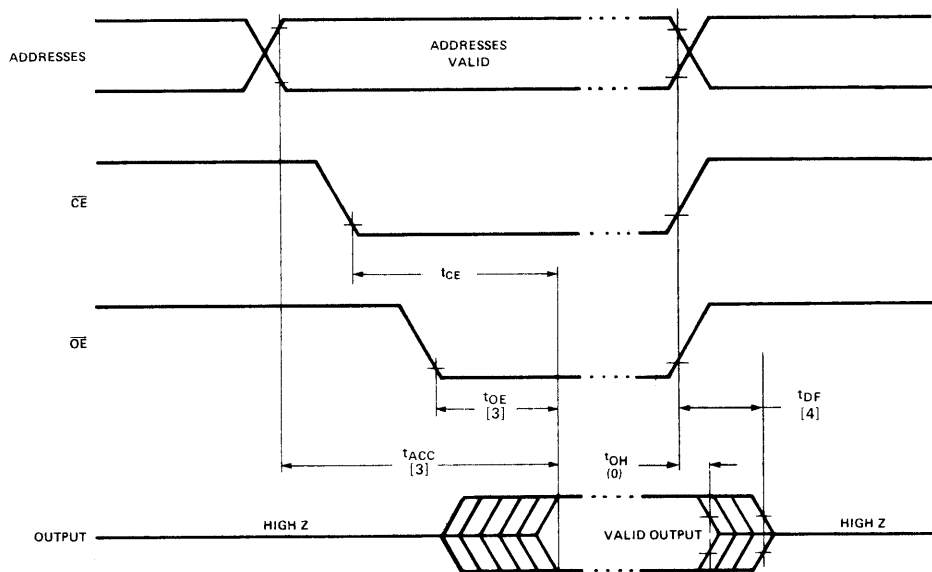 ADDRESSES
ADDRESSES
VALID
CE
tCE
OE
tOE
[3]
tDF
[4]
tACC
[3]
tOH
(0)
OUTPUT
HIGH Z
VALID OUTPUT
HIGH Z